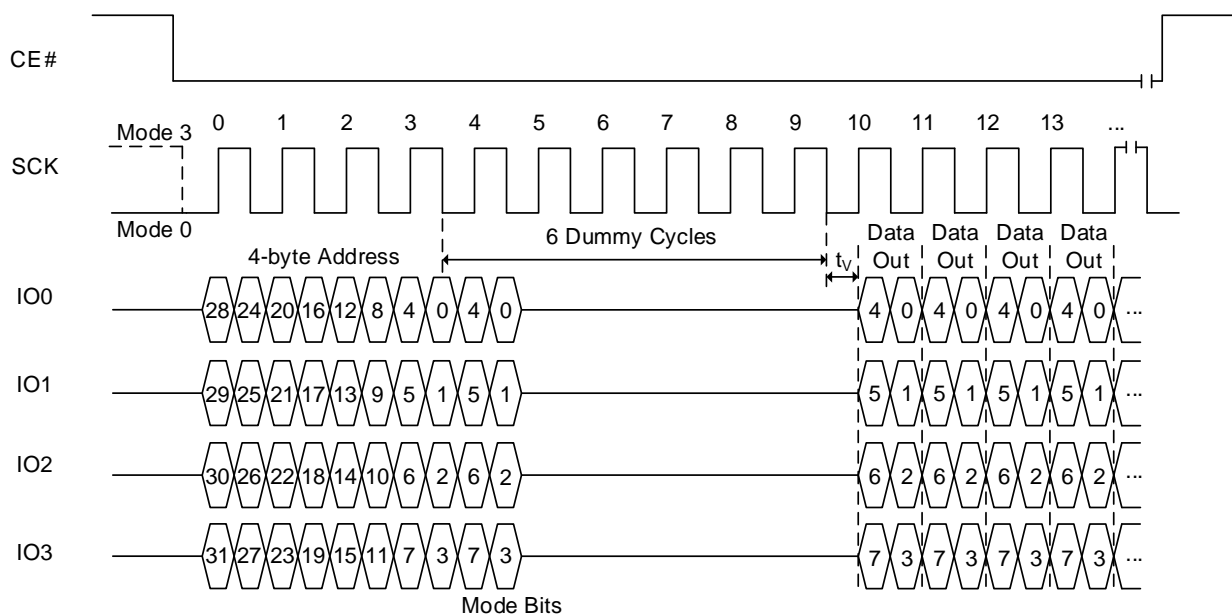 CE#
0 1 2 3 4 5 6 7 8 9 10 11 12 13 ...
Mode 3
SCK
Mode 0
6 Dummy Cycles
Data Data Data Data
4-byte Address
tV Out Out Out Out
IO0 28 24 20 16 12 8 4 0 4 0 4 0 4 0 4 0 4 0 ...
IO1 29 25 21 17 13 9 5 1 5 1 5 1 5 1 5 1 5 1 ...
IO2 30 26 22 18 14 10 6 2 6 2 6 2 6 2 6 2 6 2 ...
IO3 31 27 23 19 15 11 7 3 7 3 7 3 7 3 7 3 7 3 ...
Mode Bits